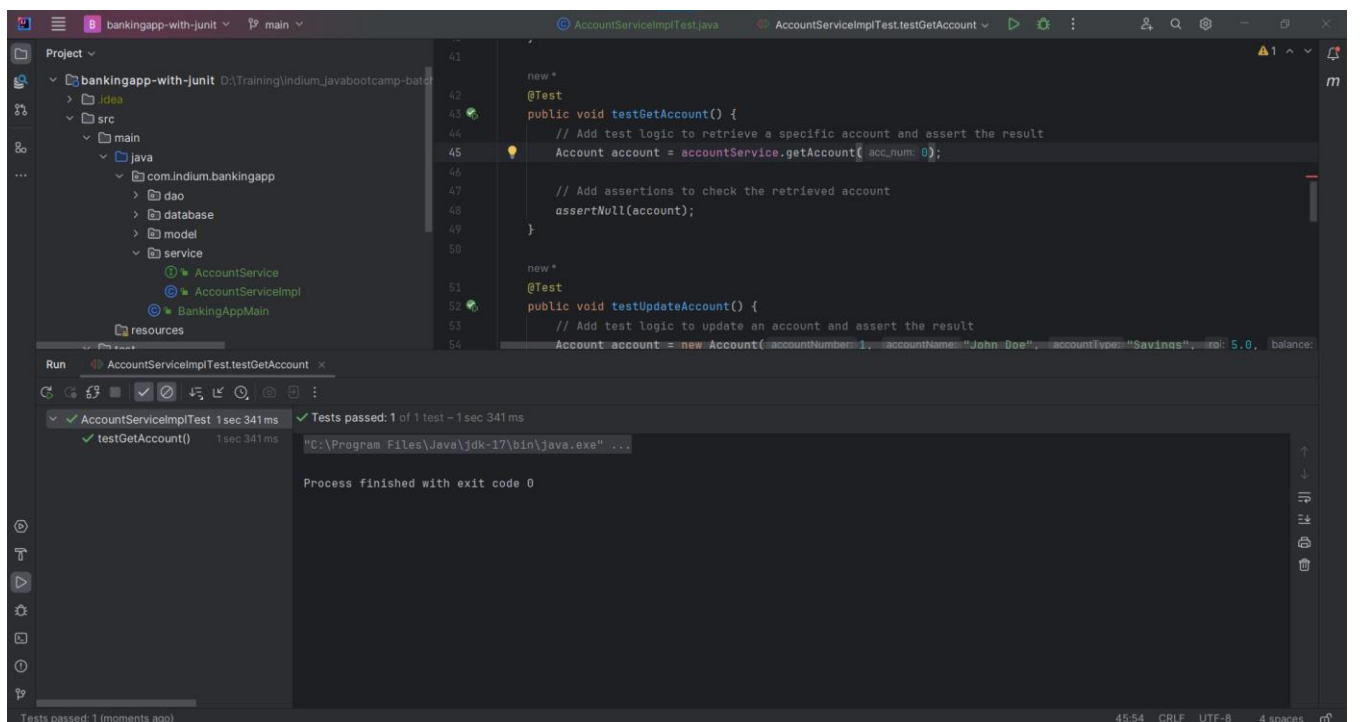 B bankingapp-with-junit main AccountServiceImplTest.java AccountServiceImplTest.testGetAccount
Project
bankingapp-with-junit D:\Training\indium_javabootcamp-batch
.idea
src
main
java
com.indium.bankingapp
dao
database
model
service
AccountService
AccountServiceImpl
BankingAppMain
resources
test
41
new *
42 @Test
43 public void testGetAccount() {
44 // Add test logic to retrieve a specific account and assert the result
45 Account account = accountService.getAccount( acc_num: 0);
46
47 // Add assertions to check the retrieved account
48 assertNull(account);
49 }
50
new *
51 @Test
52 public void testUpdateAccount() {
53 // Add test logic to update an account and assert the result
54 Account account = new Account( accountNumber: 1, accountName: "John Doe", accountType: "Savings", roi: 5.0, balance:
1
m
Run AccountServiceImplTest.testGetAccount
AccountServiceImplTest 1 sec 341 ms
testGetAccount() 1 sec 341 ms
Tests passed: 1 of 1 test – 1 sec 341 ms
"C:\Program Files\Java\jdk-17\bin\java.exe" ...
Process finished with exit code 0
Tests passed: 1 (moments ago) 45:54 CRLF UTF-8 4 spaces